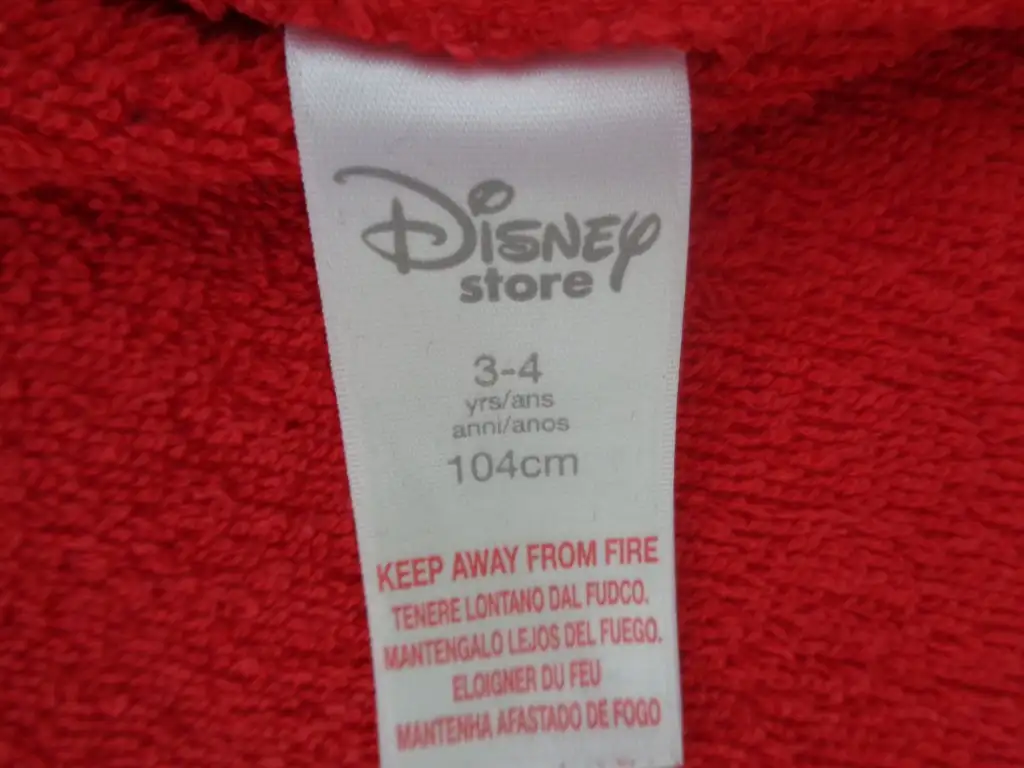 Disney
store
3-4
yrs/ans
anni/anos
104cm
KEEP AWAY FROM FIRE
TENERE LONTANO DAL FUDCO.
MANTENGALO LEJOS DEL FUEGO.
ELOIGNER DU FEU
MANTENHA AFASTADO DE FOGO